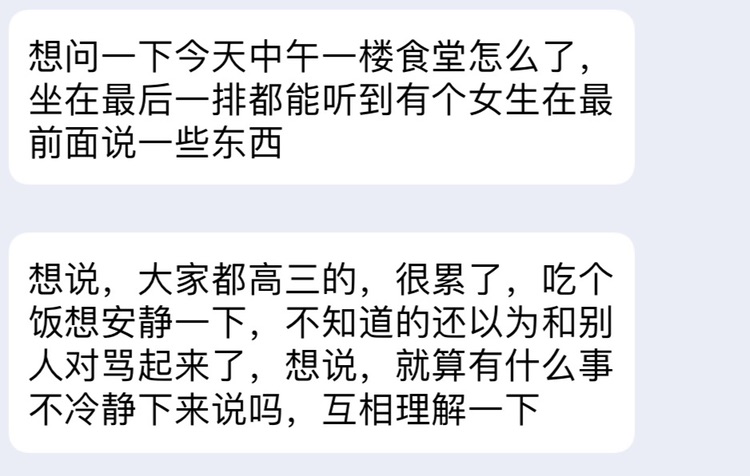 想问一下今天中午一楼食堂怎么了，
坐在最后一排都能听到有个女生在最
前面说一些东西
想说，大家都高三的，很累了，吃个
饭想安静一下，不知道的还以为和别
人对骂起来了，想说，就算有什么事
不冷静下来说吗，互相理解一下